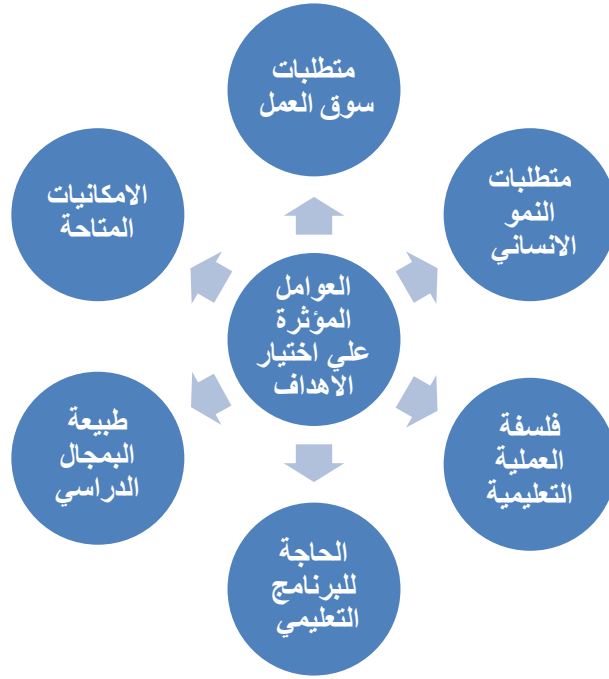 متطلبات
سوق العمل
متطلبات
النمو
الانساني
فلسفة
العملية
التعليمية
الحاجة
للبرنامج
التعليمي
طبيعة
البمجال
الدراسي
الامكانيات
المتاحة
العوامل
المؤثرة
علي اختيار
الاهداف